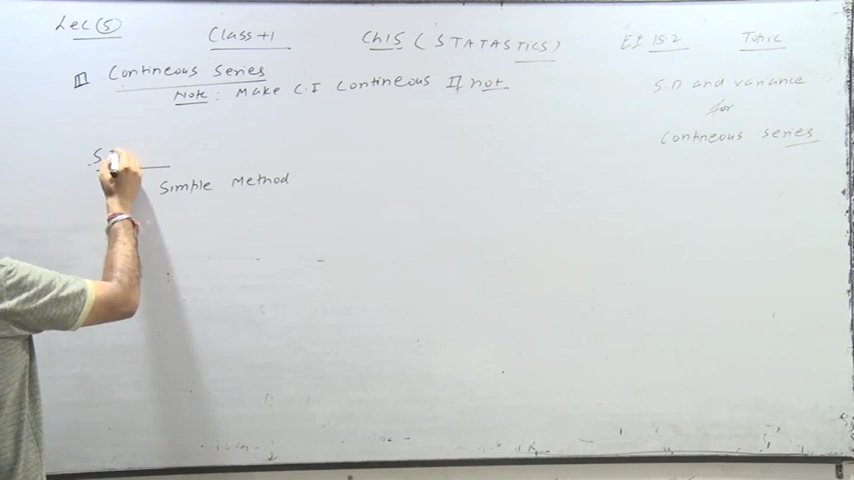 Lec (5) Class +1 Ch15 ( STATASTICS ) EX 15.2 Topic
II Contineous Series
Note : Make C.I Contineous If not
S.D and variance
for
Contineous series
S
Simple Method